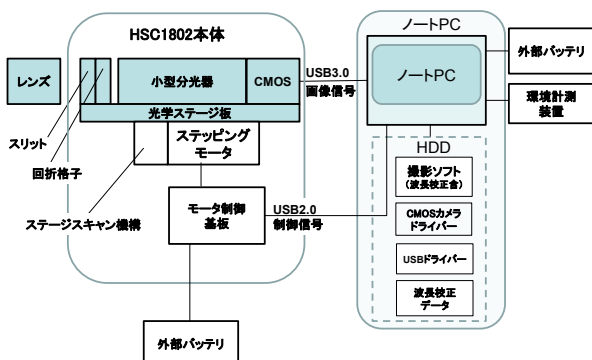 HSC1802本体
レンズ
小型分光器
CMOS
光学ステージ板
スリット
回折格子
ステッピング
モータ
ステージスキャン機構
モータ制御
基板
外部バッテリ
USB3.0
画像信号
USB2.0
制御信号
ノートPC
ノートPC
HDD
撮影ソフト
(波長校正含)
CMOSカメラ
ドライバー
USBドライバー
波長校正
データ
外部バッテリ
環境計測
装置